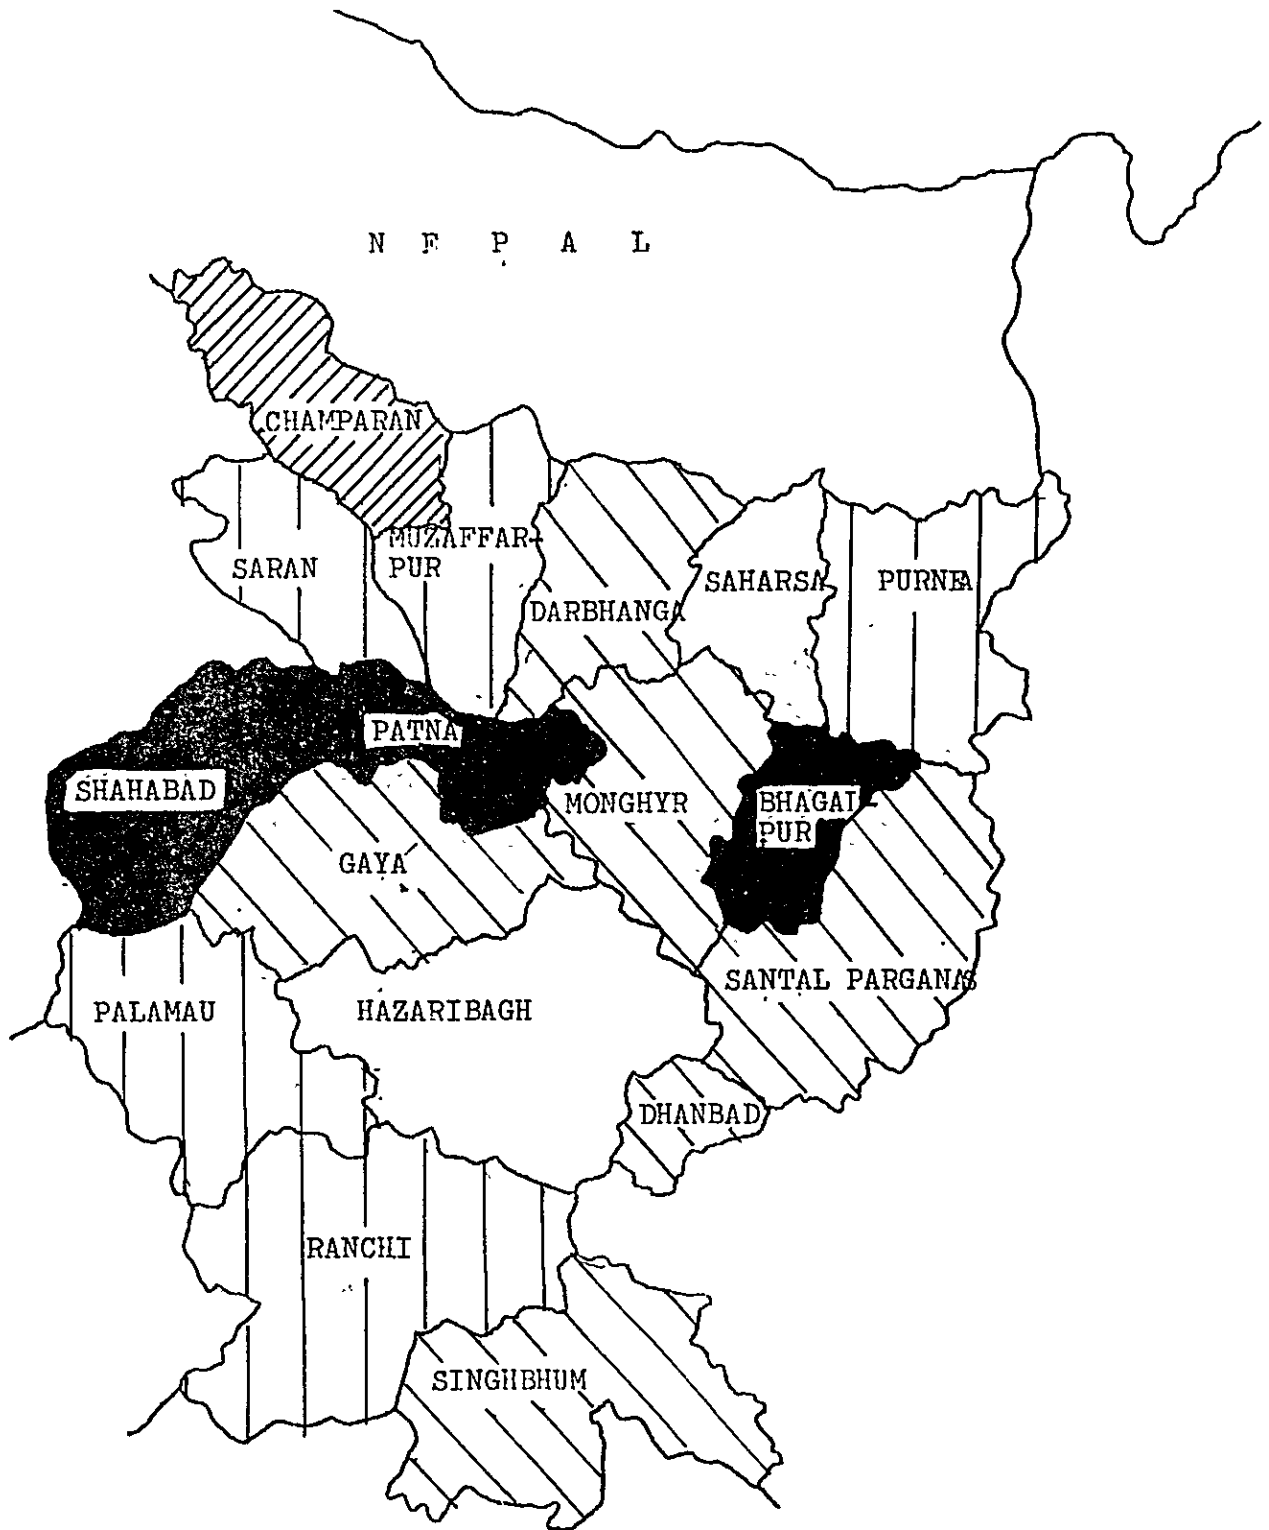 N E P A L
CHAMPARAN
MUZAFFAR-
PUR
SARAN
DARBHANGA
SAHARSA
PURNEA
PATNA
SHAHABAD
MONGHYR
BHAGAL-
PUR
GAYA
SANTAL PARGANAS
PALAMAU
HAZARIBAGH
DHANBAD
RANCHI
SINGHBHUM